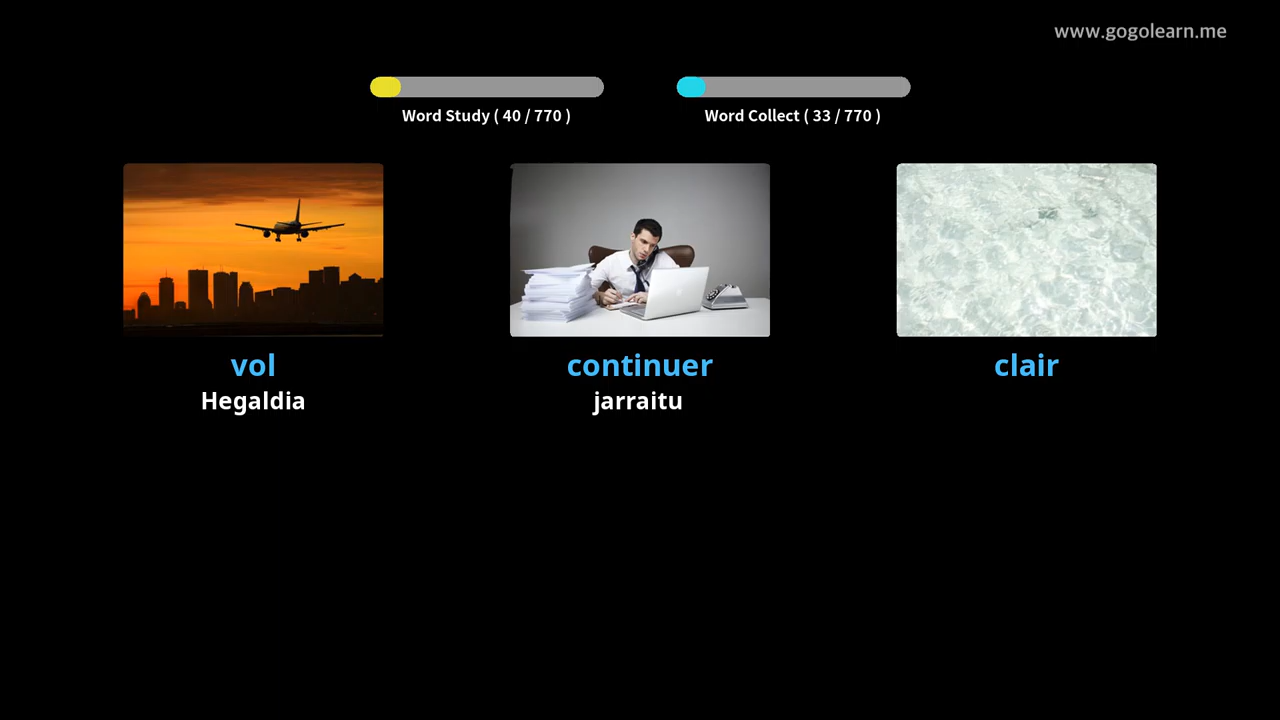 www.gogolearn.me
Word Study ( 40 / 770 )
Word Collect ( 33 / 770 )
vol
Hegaldia
continuer
jarraitu
clair